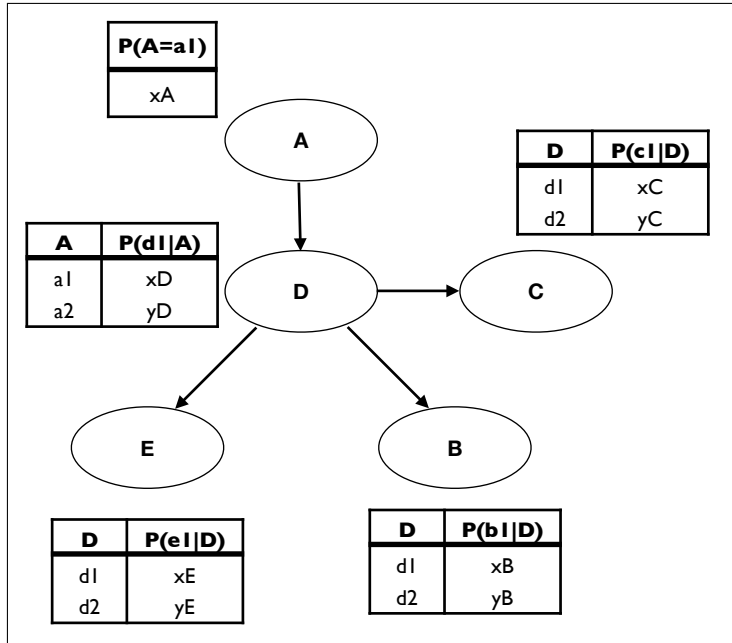 P(A=a1)
xA
A
D P(c1|D)
d1 xC
d2 yC
A P(d1|A)
a1 xD
a2 yD
D
C
E
B
D P(e1|D)
d1 xE
d2 yE
D P(b1|D)
d1 xB
d2 yB